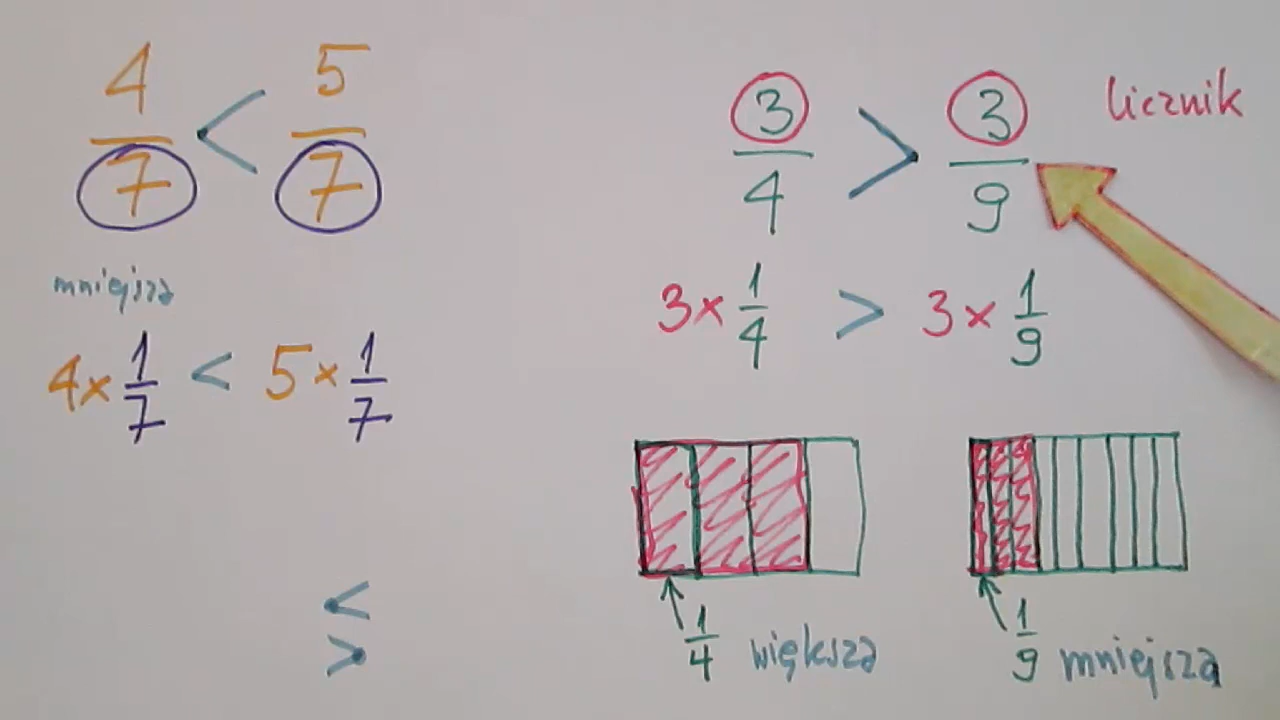 4/7 < 5/7
mniejsza
4 × 1/7 < 5 × 1/7
<
>
3/4 > 3/9 licznik
3 × 1/4 > 3 × 1/9
1/4 większa
1/9 mniejsza